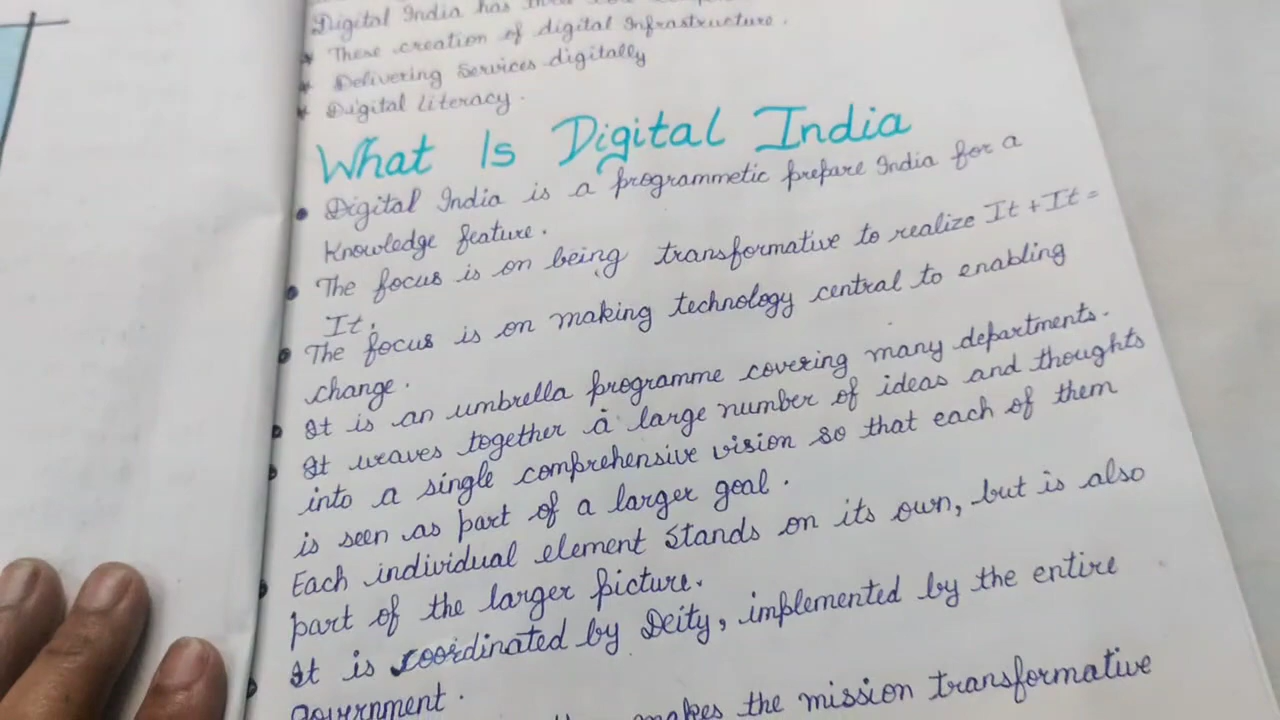 Digital India has
* These creation of digital Infrastructure.
* Delivering Services digitally
* Digital Literacy.
What Is Digital India
• Digital India is a programmetic prepare India for a
Knowledge feature.
• The focus is on being transformative to realize It + It =
It.
• The focus is on making technology central to enabling
change.
• It is an umbrella programme covering many departments.
• It weaves together a large number of ideas and thoughts
into a single comprehensive vision so that each of them
is seen as part of a larger goal.
• Each individual element stands on its own, but is also
part of the larger picture.
• It is coordinated by Deity, implemented by the entire
Government.
makes the mission transformative